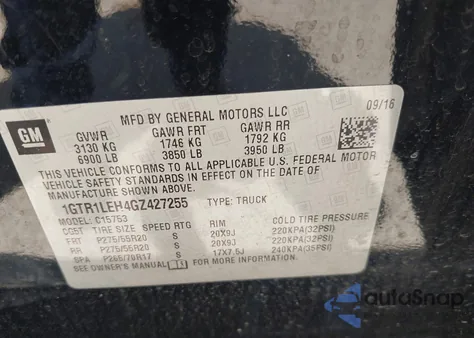 MFD BY GENERAL MOTORS LLC
09/16
GM
GVWR GAWR FRT GAWR RR
3130 KG 1746 KG 1792 KG
6900 LB 3850 LB 3950 LB
THIS VEHICLE CONFORMS TO ALL APPLICABLE U.S. FEDERAL MOTOR
VEHICLE SAFETY STANDARDS IN EFFECT ON THE DATE OF
MANUFACTURE SHOWN ABOVE.
1GTR1LEH4GZ427255 TYPE: TRUCK
MODEL: C15753
TIRE SIZE SPEED RTG RIM COLD TIRE PRESSURE
FRT P275/55R20 S 20X9J 220KPA(32PSI)
RR P275/55R20 S 20X9J 220KPA(32PSI)
SPA P265/70R17 S 17X7.5J 240KPA(35PSI)
SEE OWNER'S MANUAL FOR MORE INFORMATION.
autoSnap